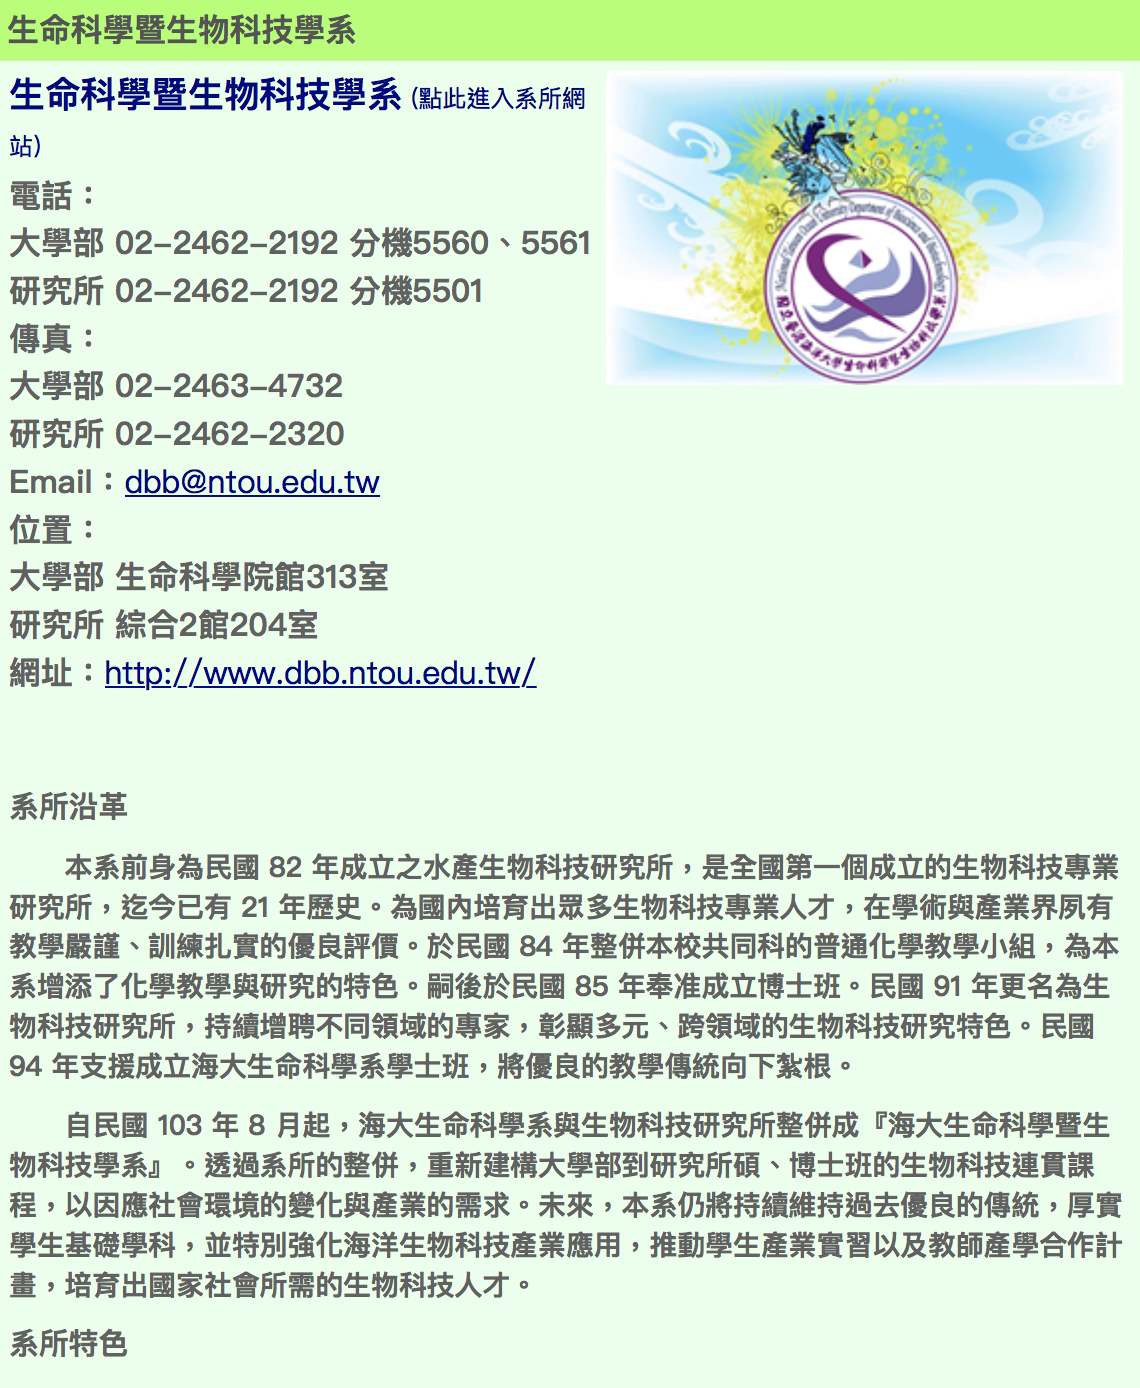 生命科學暨生物科技學系
生命科學暨生物科技學系 (點此進入系所網
站)
電話：
大學部 02-2462-2192 分機5560、5561
研究所 02-2462-2192 分機5501
傳真：
大學部 02-2463-4732
研究所 02-2462-2320
Email：dbb@ntou.edu.tw
位置：
大學部 生命科學院館313室
研究所 綜合2館204室
網址：http://www.dbb.ntou.edu.tw/
National Taiwan Ocean University Department of Bioscience and Biotechnology
國立臺灣海洋大學生命科學暨生物科技學系
系所沿革
本系前身為民國 82 年成立之水產生物科技研究所，是全國第一個成立的生物科技專業
研究所，迄今已有 21 年歷史。為國內培育出眾多生物科技專業人才，在學術與產業界夙有
教學嚴謹、訓練扎實的優良評價。於民國 84 年整併本校共同科的普通化學教學小組，為本
系增添了化學教學與研究的特色。嗣後於民國 85 年奉准成立博士班。民國 91 年更名為生
物科技研究所，持續增聘不同領域的專家，彰顯多元、跨領域的生物科技研究特色。民國
94 年支援成立海大生命科學系學士班，將優良的教學傳統向下紮根。
自民國 103 年 8 月起，海大生命科學系與生物科技研究所整併成『海大生命科學暨生
物科技學系』。透過系所的整併，重新建構大學部到研究所碩、博士班的生物科技連貫課
程，以因應社會環境的變化與產業的需求。未來，本系仍將持續維持過去優良的傳統，厚實
學生基礎學科，並特別強化海洋生物科技產業應用，推動學生產業實習以及教師產學合作計
畫，培育出國家社會所需的生物科技人才。
系所特色